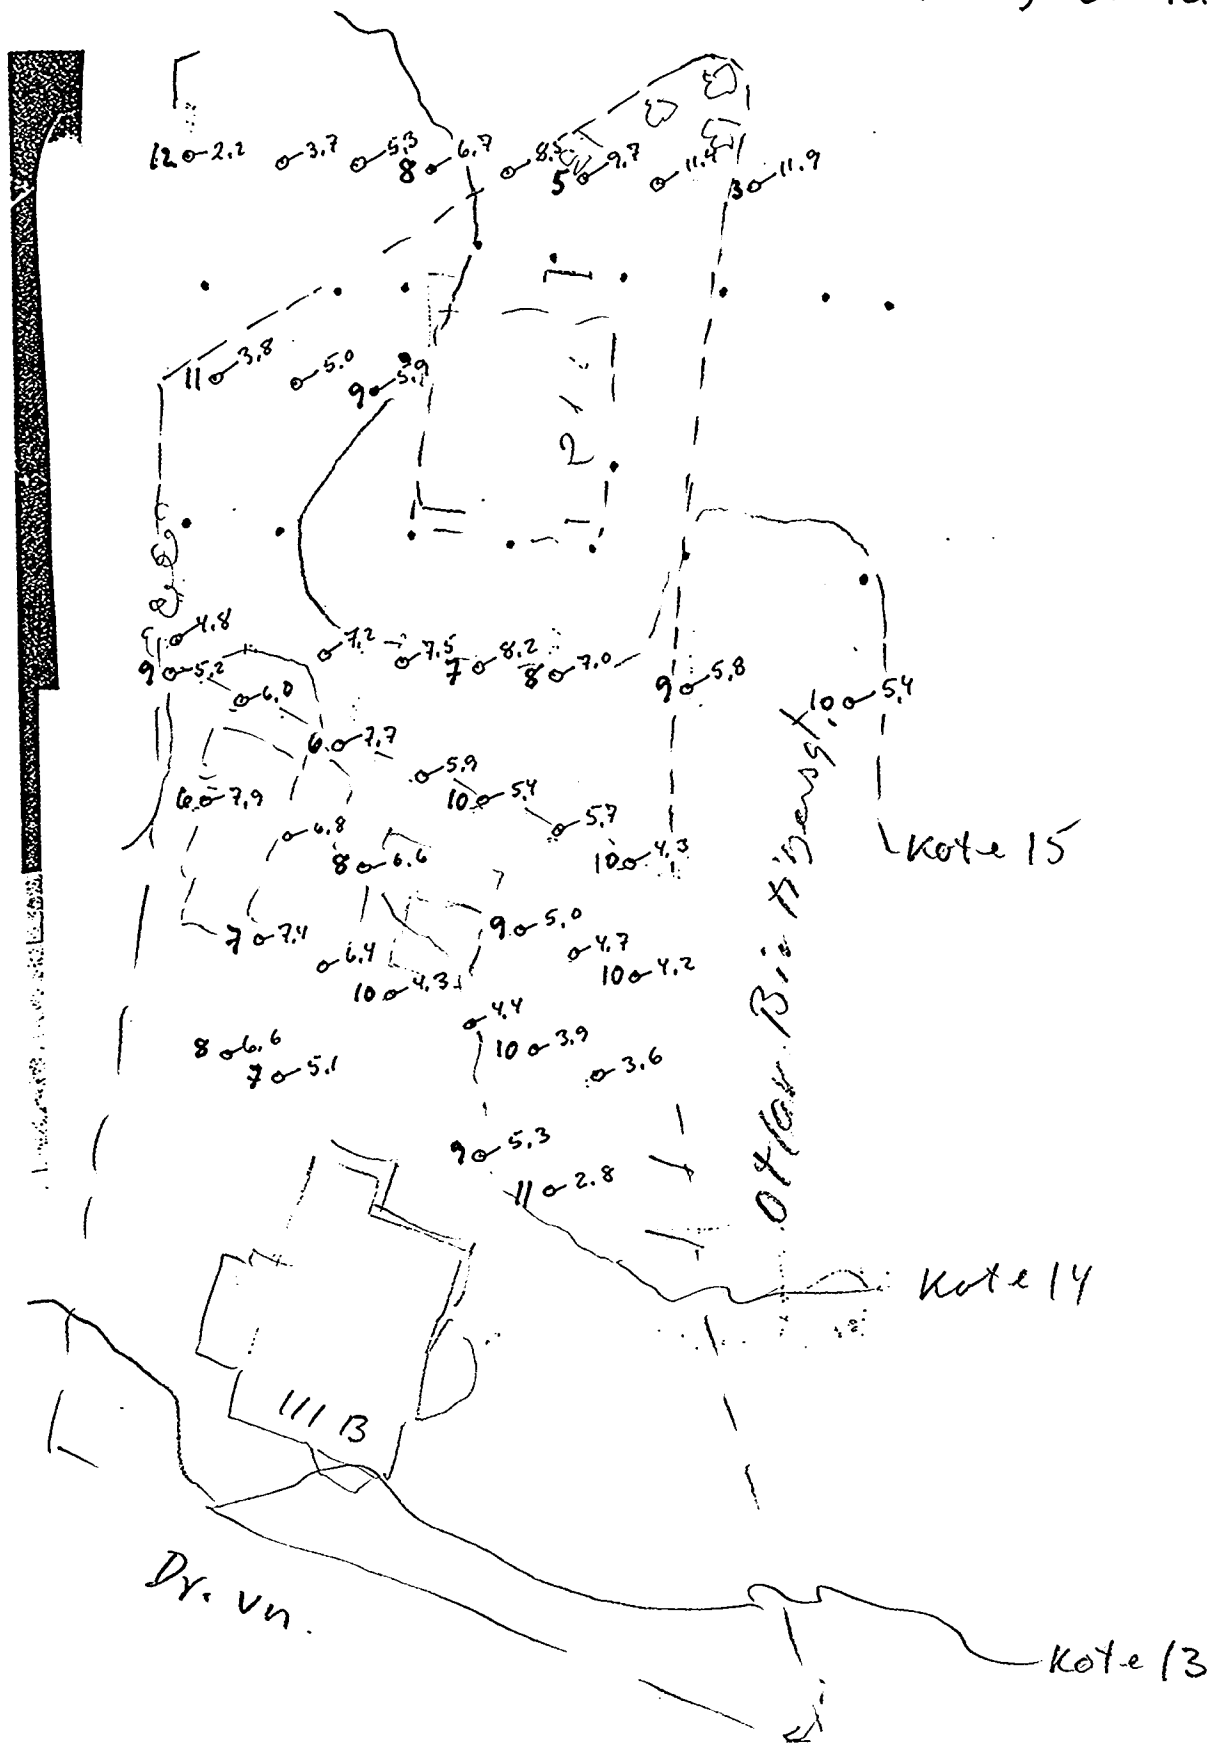 12 2,2 3,7 5,3 8 6,7 8,5 5 9,7 11,4 3 11,9
11 3,8 5,0 9 5,9
2
4,8 7,2 7,5 7 8,2 8 7,0
9 5,2 6,0 9 5,8 10 5,4
6 7,7 5,9 10 5,4
6 7,9 6,8 5,7
8 6,6 10 4,3 Kote 15
7 7,4 6,4 9 5,0 4,7
10 4,3 10 4,2
4,4
8 6,6 10 3,9
7 5,1 3,6
9 5,3
11 2,8
Kote 14
III B
Dr. vn.
Kote 13